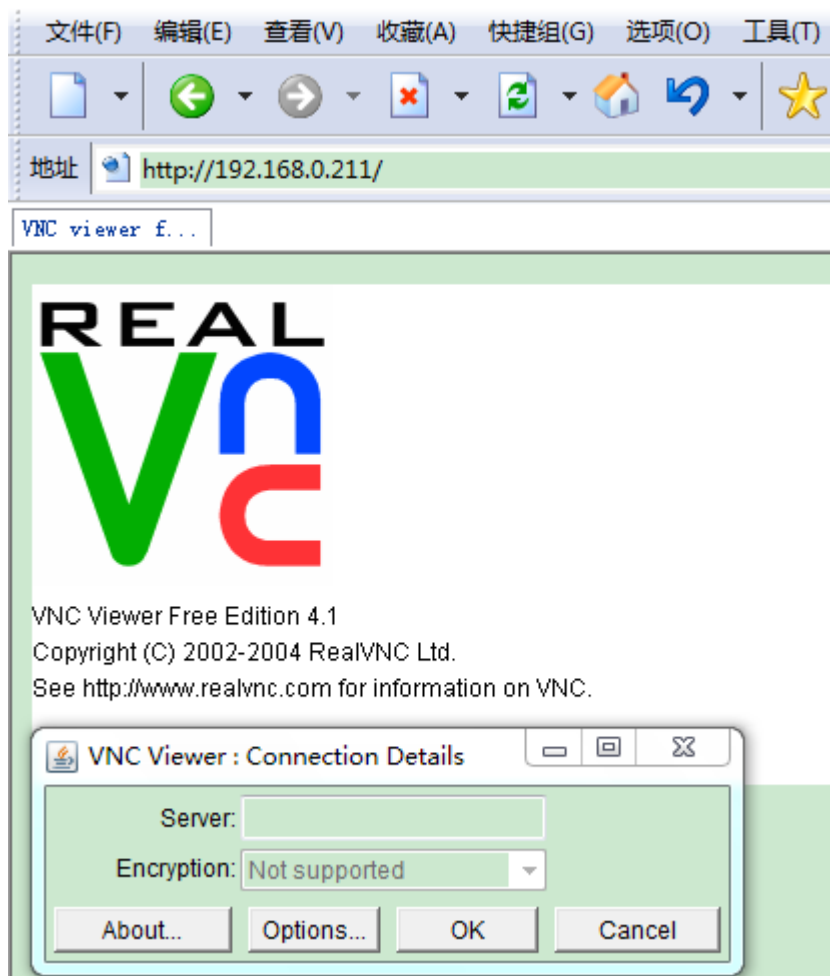 文件(F) 编辑(E) 查看(V) 收藏(A) 快捷组(G) 选项(O) 工具(T)
地址 http://192.168.0.211/
VNC viewer f...
REAL
Vnc
VNC Viewer Free Edition 4.1
Copyright (C) 2002-2004 RealVNC Ltd.
See http://www.realvnc.com for information on VNC.
VNC Viewer : Connection Details
Server:
Encryption: Not supported
About... Options... OK Cancel